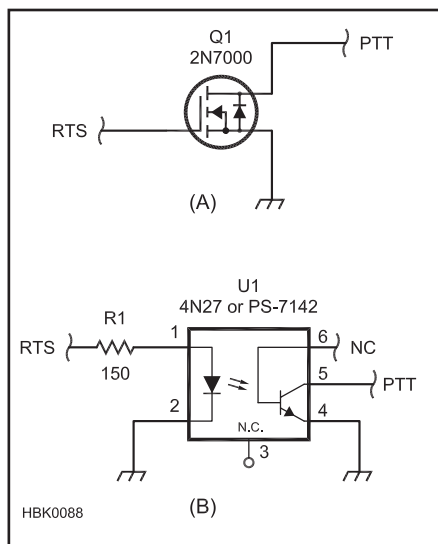 Q1
2N7000
PTT
RTS
(A)
U1
4N27 or PS-7142
R1
1
6
NC
RTS
150
5
PTT
2
4
N.C.
3
(B)
HBK0088